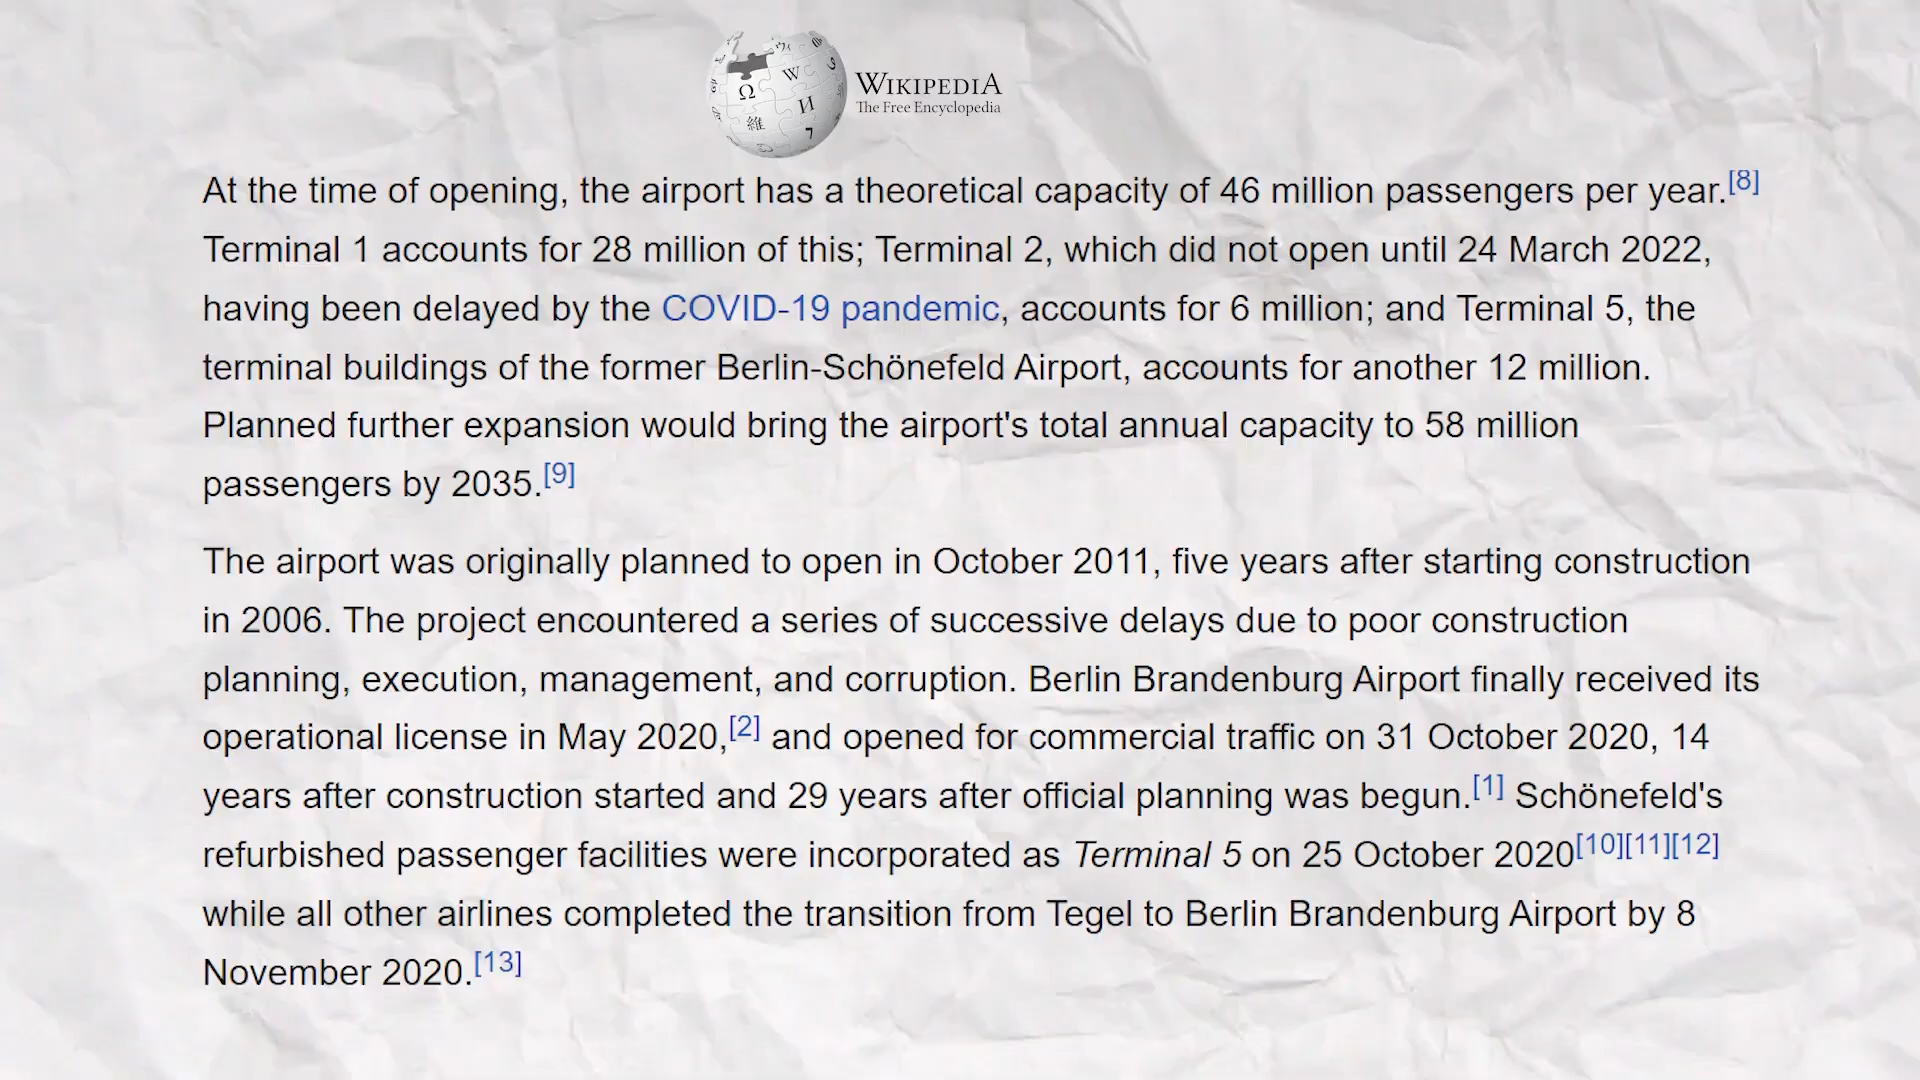 WIKIPEDIA
The Free Encyclopedia
At the time of opening, the airport has a theoretical capacity of 46 million passengers per year.[8]
Terminal 1 accounts for 28 million of this; Terminal 2, which did not open until 24 March 2022,
having been delayed by the COVID-19 pandemic, accounts for 6 million; and Terminal 5, the
terminal buildings of the former Berlin-Schönefeld Airport, accounts for another 12 million.
Planned further expansion would bring the airport's total annual capacity to 58 million
passengers by 2035.[9]
The airport was originally planned to open in October 2011, five years after starting construction
in 2006. The project encountered a series of successive delays due to poor construction
planning, execution, management, and corruption. Berlin Brandenburg Airport finally received its
operational license in May 2020,[2] and opened for commercial traffic on 31 October 2020, 14
years after construction started and 29 years after official planning was begun.[1] Schönefeld's
refurbished passenger facilities were incorporated as Terminal 5 on 25 October 2020[10][11][12]
while all other airlines completed the transition from Tegel to Berlin Brandenburg Airport by 8
November 2020.[13]